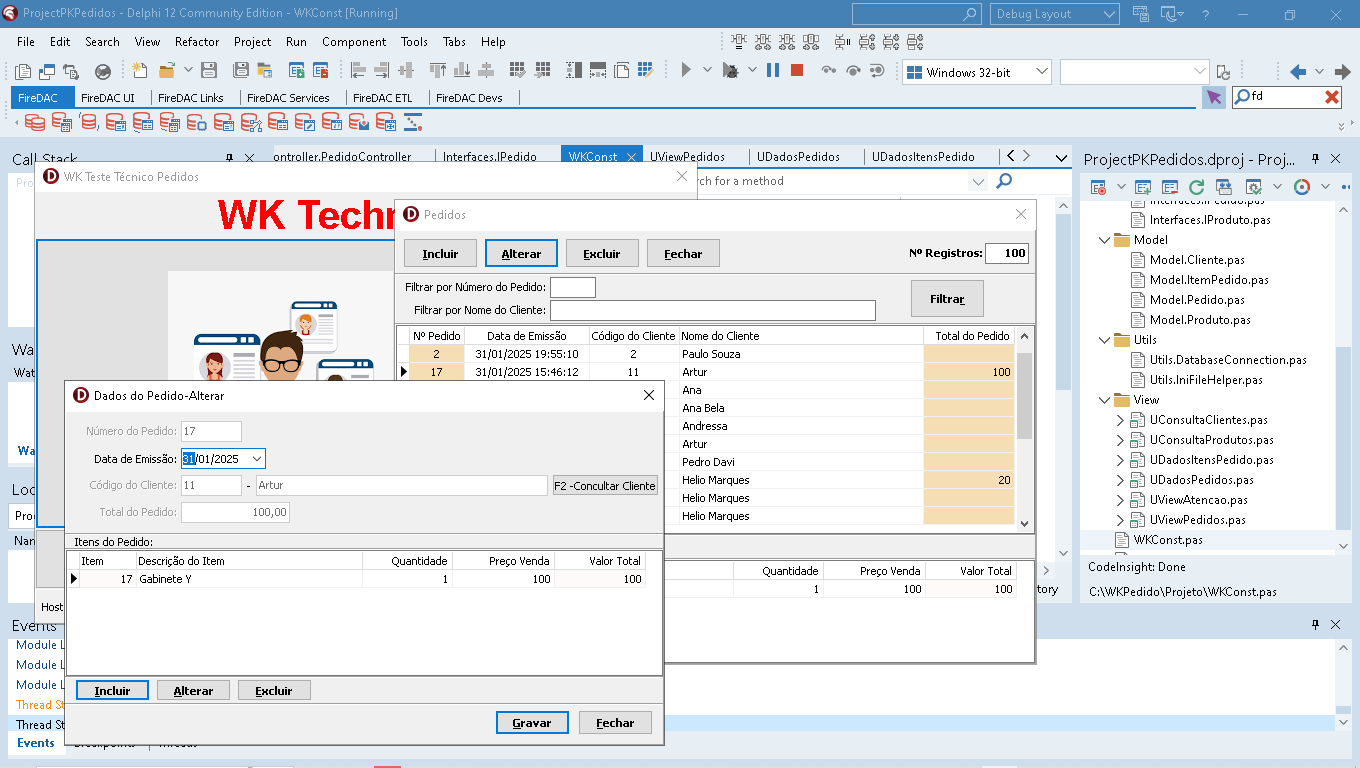 ProjectPKPedidos - Delphi 12 Community Edition - WKConst [Running]
Debug Layout
File Edit Search View Refactor Project Run Component Tools Tabs Help
Windows 32-bit
FireDAC FireDAC UI FireDAC Links FireDAC Services FireDAC ETL FireDAC Devs
fd
Call Stack
ontroller.PedidoController Interfaces.IPedido WKConst UViewPedidos UDadosPedidos UDadosItensPedido
rch for a method
WK Teste Técnico Pedidos
WK Techn
Pedidos
Incluir Alterar Excluir Fechar
Nº Registros: 100
Filtrar por Número do Pedido:
Filtrar por Nome do Cliente:
Filtrar
Nº Pedido Data de Emissão Código do Cliente Nome do Cliente Total do Pedido
2 31/01/2025 19:55:10 2 Paulo Souza
17 31/01/2025 15:46:12 11 Artur 100
Ana
Ana Bela
Andressa
Artur
Pedro Davi
Helio Marques 20
Helio Marques
Helio Marques
Quantidade Preço Venda Valor Total
1 100 100
Dados do Pedido-Alterar
Número do Pedido: 17
Data de Emissão: 31/01/2025
Código do Cliente: 11 - Artur
F2 -Concultar Cliente
Total do Pedido: 100,00
Itens do Pedido:
Item Descrição do Item Quantidade Preço Venda Valor Total
17 Gabinete Y 1 100 100
Incluir Alterar Excluir
Gravar Fechar
Pro
Wa
Wat
Wa
Loc
Pro
Nan
Host
tory
Events
Module L
Module L
Module L
Thread St
Thread St
Events Breakpoints Threads
ProjectPKPedidos.dproj - Proj...
Interfaces.IPedido.pas
Interfaces.IProduto.pas
Model
Model.Cliente.pas
Model.ItemPedido.pas
Model.Pedido.pas
Model.Produto.pas
Utils
Utils.DatabaseConnection.pas
Utils.IniFileHelper.pas
View
UConsultaClientes.pas
UConsultaProdutos.pas
UDadosItensPedido.pas
UDadosPedidos.pas
UViewAtencao.pas
UViewPedidos.pas
WKConst.pas
CodeInsight: Done
C:\WKPedido\Projeto\WKConst.pas